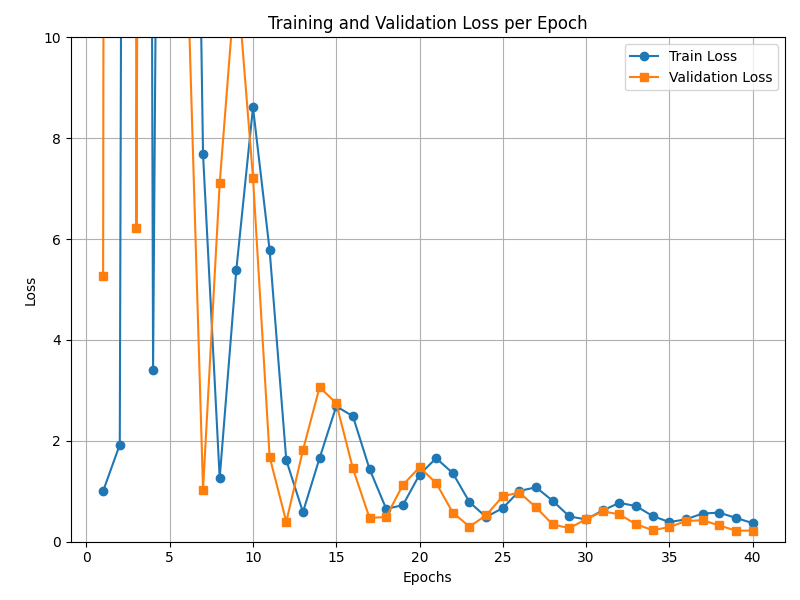 Training and Validation Loss per Epoch
Train Loss
Validation Loss
Loss
10
8
6
4
2
0
0 5 10 15 20 25 30 35 40
Epochs